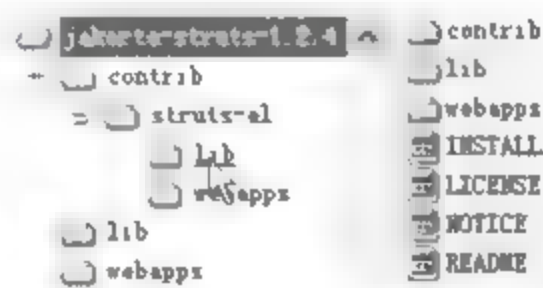 jakarta-struts-1.2.4
contrib
struts-el
lib
webapps
lib
webapps
contrib
lib
webapps
INSTALL
LICENSE
NOTICE
README